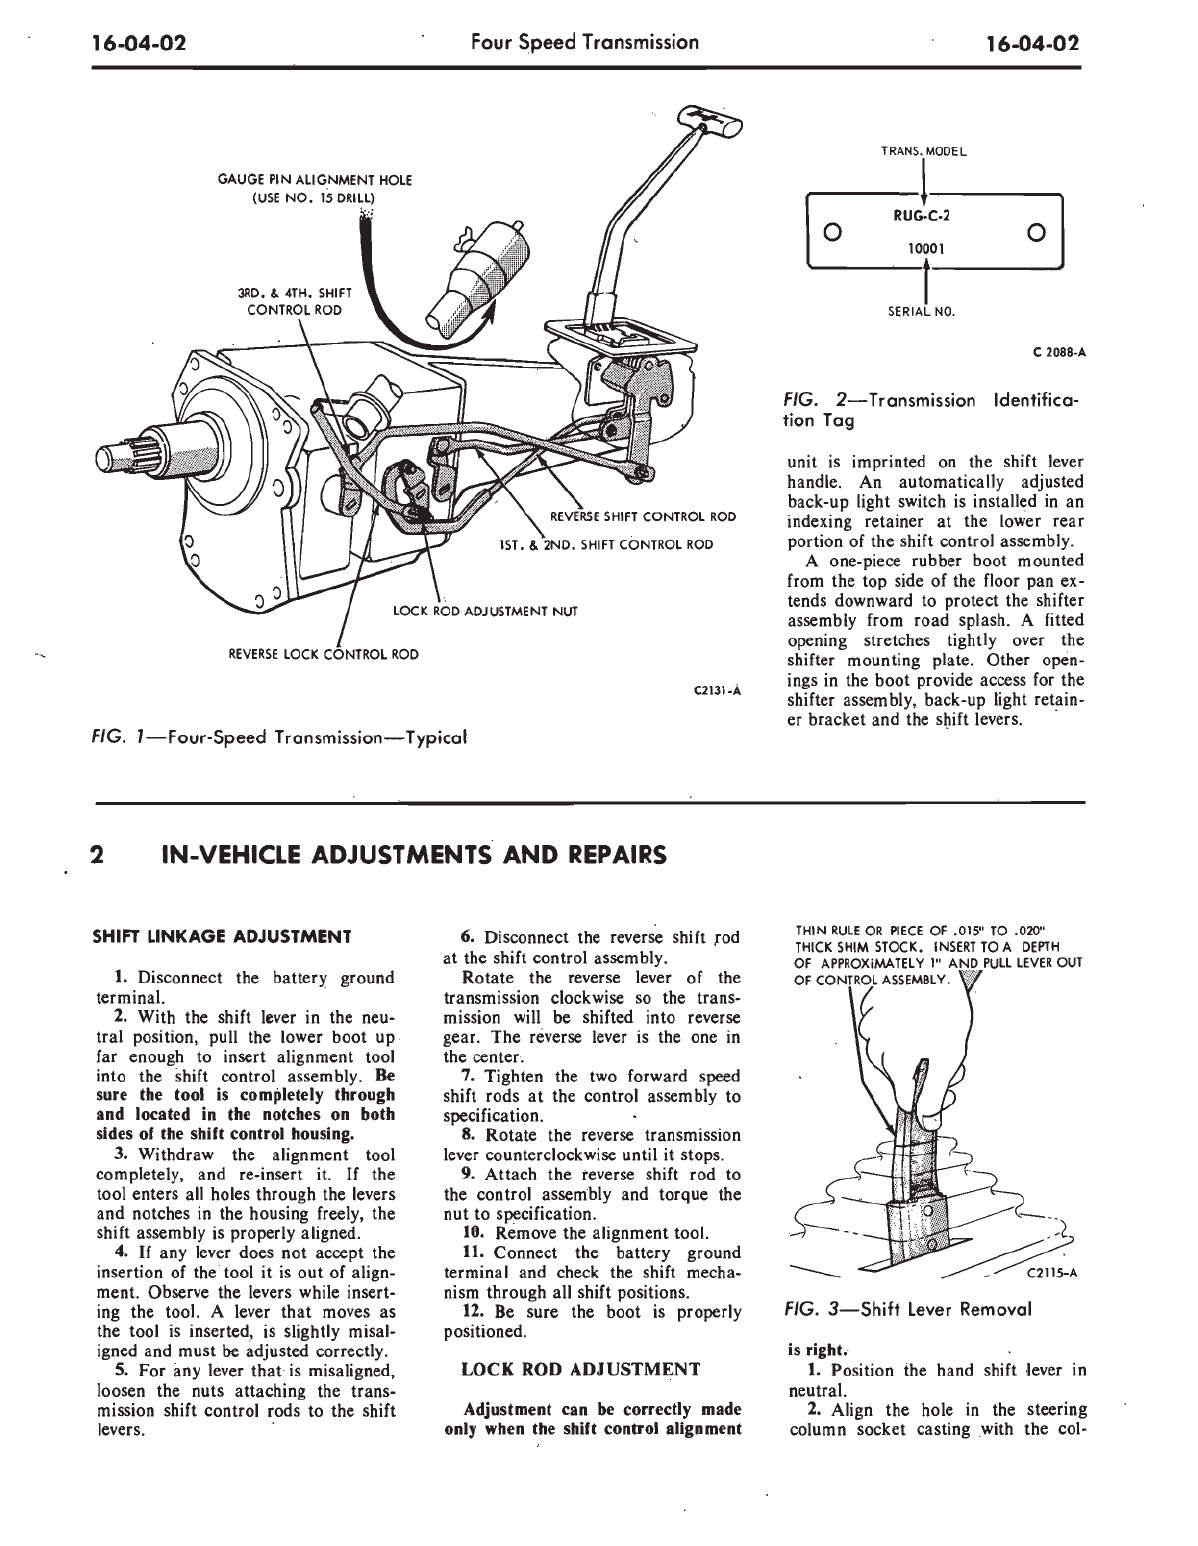 16-04-02
Four Speed Transmission
16-04-02
GAUGE PIN ALIGNMENT HOLE
(USE NO. 15 DRILL)
3RD. & 4TH. SHIFT
CONTROL ROD
REVERSE SHIFT CONTROL ROD
1ST. & 2ND. SHIFT CONTROL ROD
LOCK ROD ADJUSTMENT NUT
REVERSE LOCK CONTROL ROD
C2131-A
FIG. 1—Four-Speed Transmission—Typical
TRANS. MODEL
RUG-C-2
10001
SERIAL NO.
C 2088-A
FIG. 2—Transmission Identifica-
tion Tag
unit is imprinted on the shift lever
handle. An automatically adjusted
back-up light switch is installed in an
indexing retainer at the lower rear
portion of the shift control assembly.
A one-piece rubber boot mounted
from the top side of the floor pan ex-
tends downward to protect the shifter
assembly from road splash. A fitted
opening stretches tightly over the
shifter mounting plate. Other open-
ings in the boot provide access for the
shifter assembly, back-up light retain-
er bracket and the shift levers.
2 IN-VEHICLE ADJUSTMENTS AND REPAIRS
SHIFT LINKAGE ADJUSTMENT
1. Disconnect the battery ground
terminal.
2. With the shift lever in the neu-
tral position, pull the lower boot up
far enough to insert alignment tool
into the shift control assembly. Be
sure the tool is completely through
and located in the notches on both
sides of the shift control housing.
3. Withdraw the alignment tool
completely, and re-insert it. If the
tool enters all holes through the levers
and notches in the housing freely, the
shift assembly is properly aligned.
4. If any lever does not accept the
insertion of the tool it is out of align-
ment. Observe the levers while insert-
ing the tool. A lever that moves as
the tool is inserted, is slightly misal-
igned and must be adjusted correctly.
5. For any lever that is misaligned,
loosen the nuts attaching the trans-
mission shift control rods to the shift
levers.
6. Disconnect the reverse shift rod
at the shift control assembly.
Rotate the reverse lever of the
transmission clockwise so the trans-
mission will be shifted into reverse
gear. The reverse lever is the one in
the center.
7. Tighten the two forward speed
shift rods at the control assembly to
specification.
8. Rotate the reverse transmission
lever counterclockwise until it stops.
9. Attach the reverse shift rod to
the control assembly and torque the
nut to specification.
10. Remove the alignment tool.
11. Connect the battery ground
terminal and check the shift mecha-
nism through all shift positions.
12. Be sure the boot is properly
positioned.
LOCK ROD ADJUSTMENT
Adjustment can be correctly made
only when the shift control alignment
THIN RULE OR PIECE OF .015" TO .020"
THICK SHIM STOCK. INSERT TO A DEPTH
OF APPROXIMATELY 1" AND PULL LEVER OUT
OF CONTROL ASSEMBLY.
C2115-A
FIG. 3—Shift Lever Removal
is right.
1. Position the hand shift lever in
neutral.
2. Align the hole in the steering
column socket casting with the col-